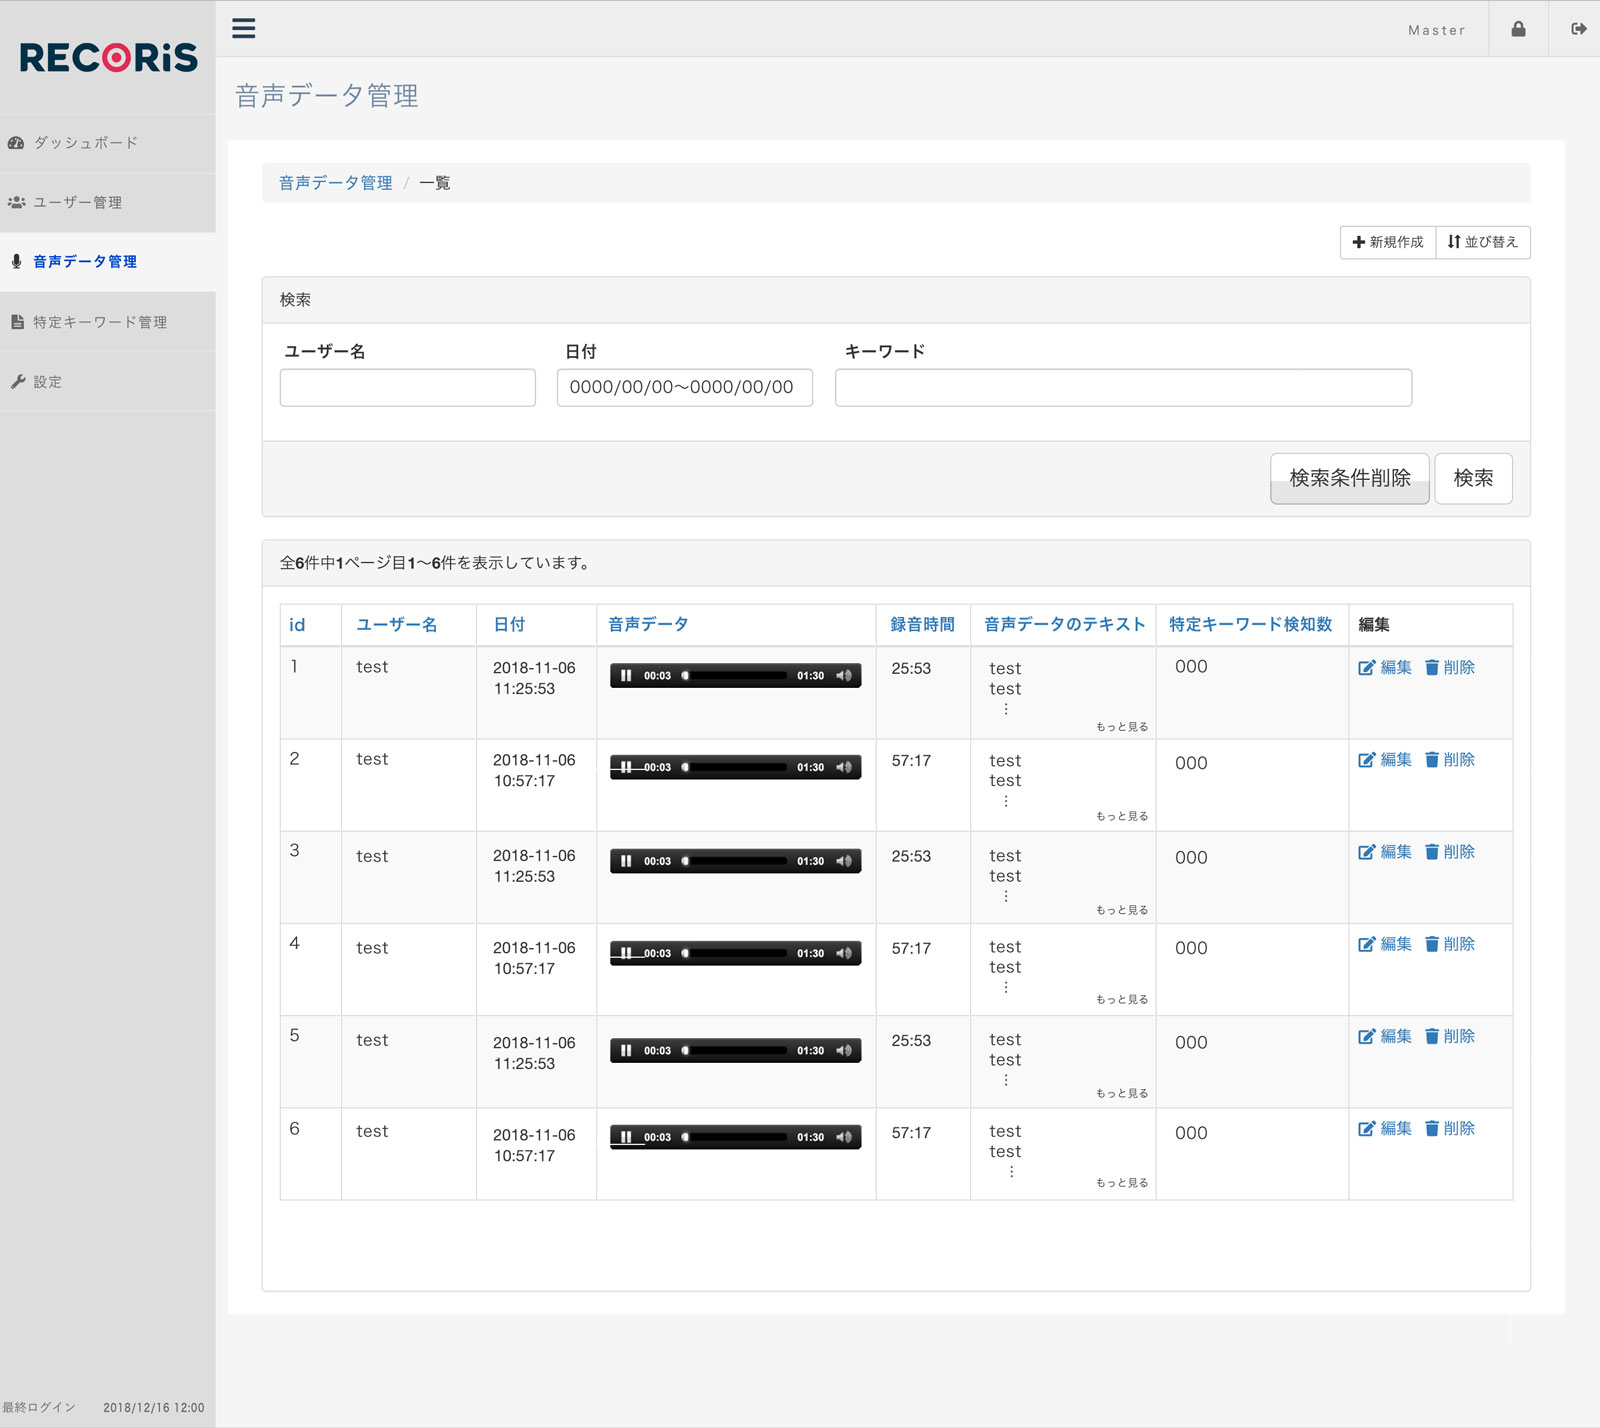 RECORiS
Master
音声データ管理
ダッシュボード
ユーザー管理
音声データ管理
特定キーワード管理
設定
音声データ管理 / 一覧
新規作成 並び替え
検索
ユーザー名 日付 キーワード
0000/00/00〜0000/00/00
検索条件削除 検索
全6件中1ページ目1〜6件を表示しています。
id ユーザー名 日付 音声データ 録音時間 音声データのテキスト 特定キーワード検知数 編集
1 test 2018-11-06 00:03 01:30 25:53 test 000 編集 削除
11:25:53 test
⋮
もっと見る
2 test 2018-11-06 00:03 01:30 57:17 test 000 編集 削除
10:57:17 test
⋮
もっと見る
3 test 2018-11-06 00:03 01:30 25:53 test 000 編集 削除
11:25:53 test
⋮
もっと見る
4 test 2018-11-06 00:03 01:30 57:17 test 000 編集 削除
10:57:17 test
⋮
もっと見る
5 test 2018-11-06 00:03 01:30 25:53 test 000 編集 削除
11:25:53 test
⋮
もっと見る
6 test 2018-11-06 00:03 01:30 57:17 test 000 編集 削除
10:57:17 test
⋮
もっと見る
最終ログイン 2018/12/16 12:00